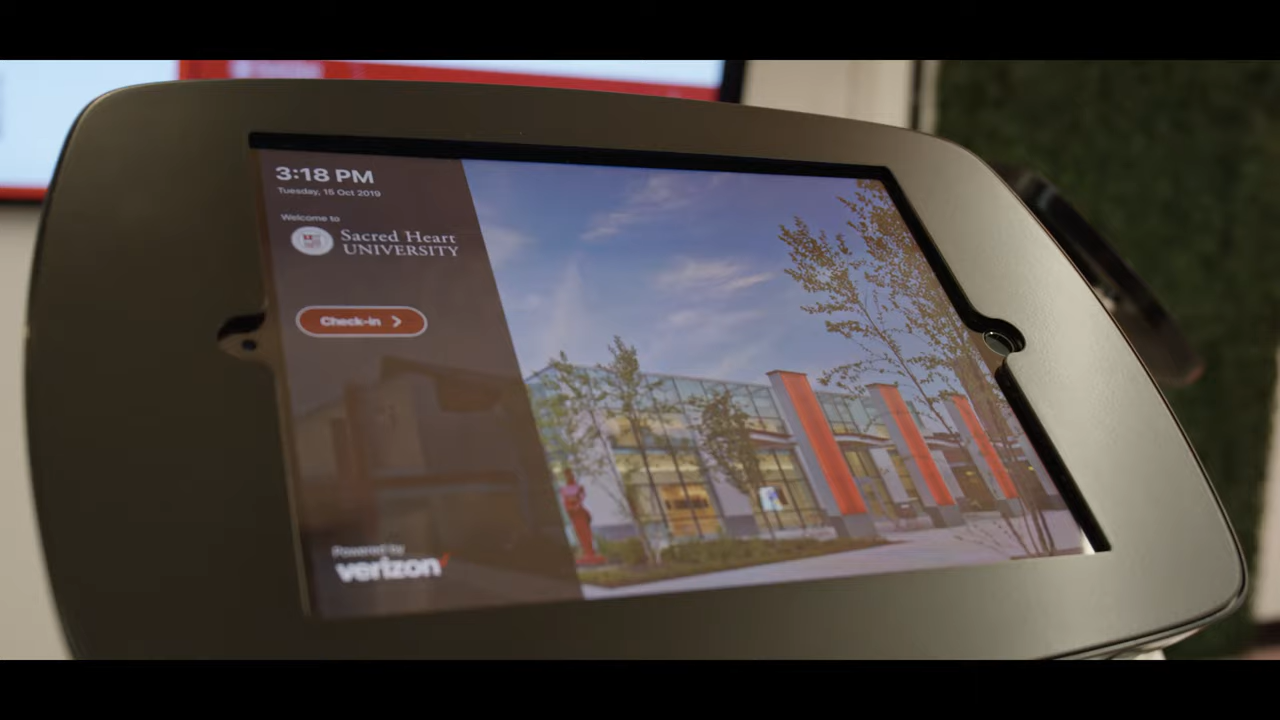 3:18 PM
Tuesday, 15 Oct 2019
Welcome to
Sacred Heart
UNIVERSITY
Check-in
Powered by
verizon